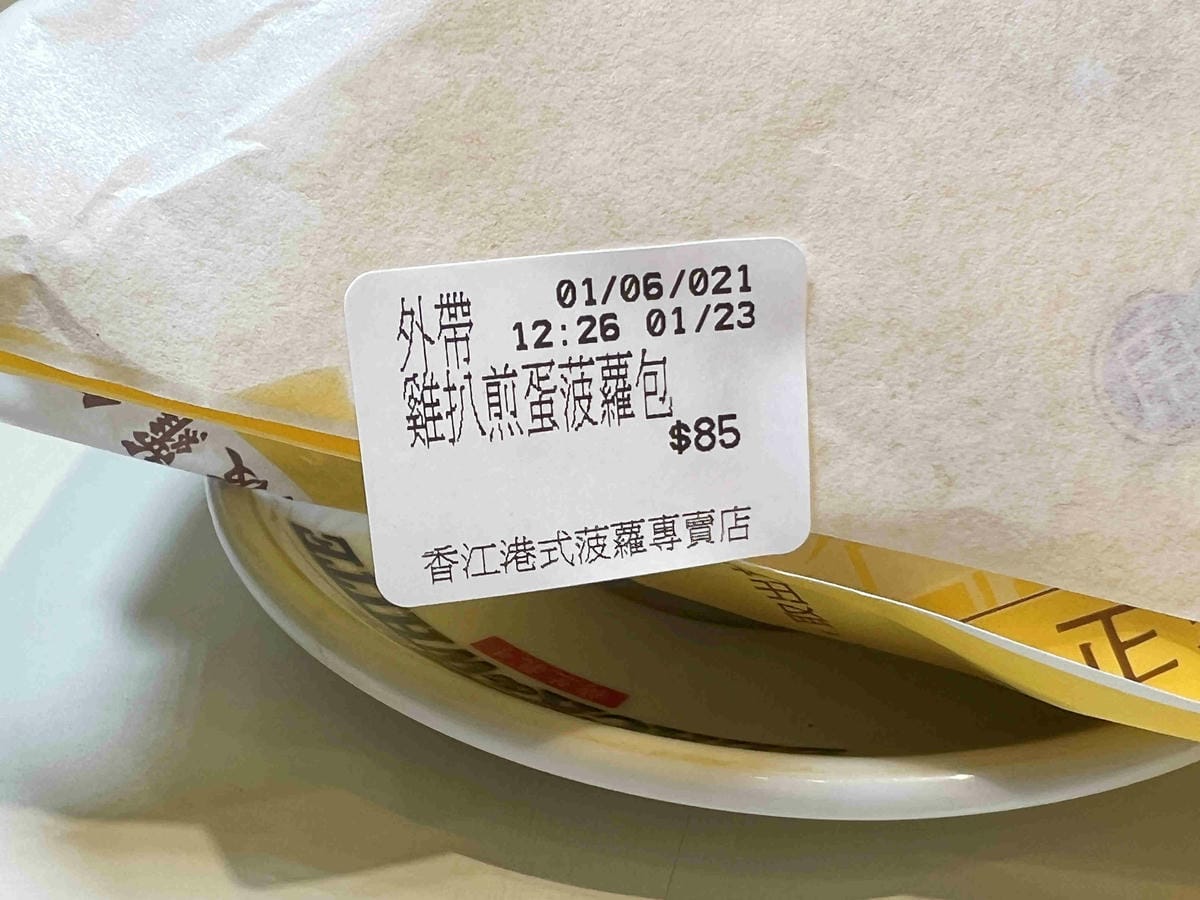 外帶 01/06/021
12:26 01/23
雞扒煎蛋菠蘿包
$85
香江港式菠蘿專賣店
正